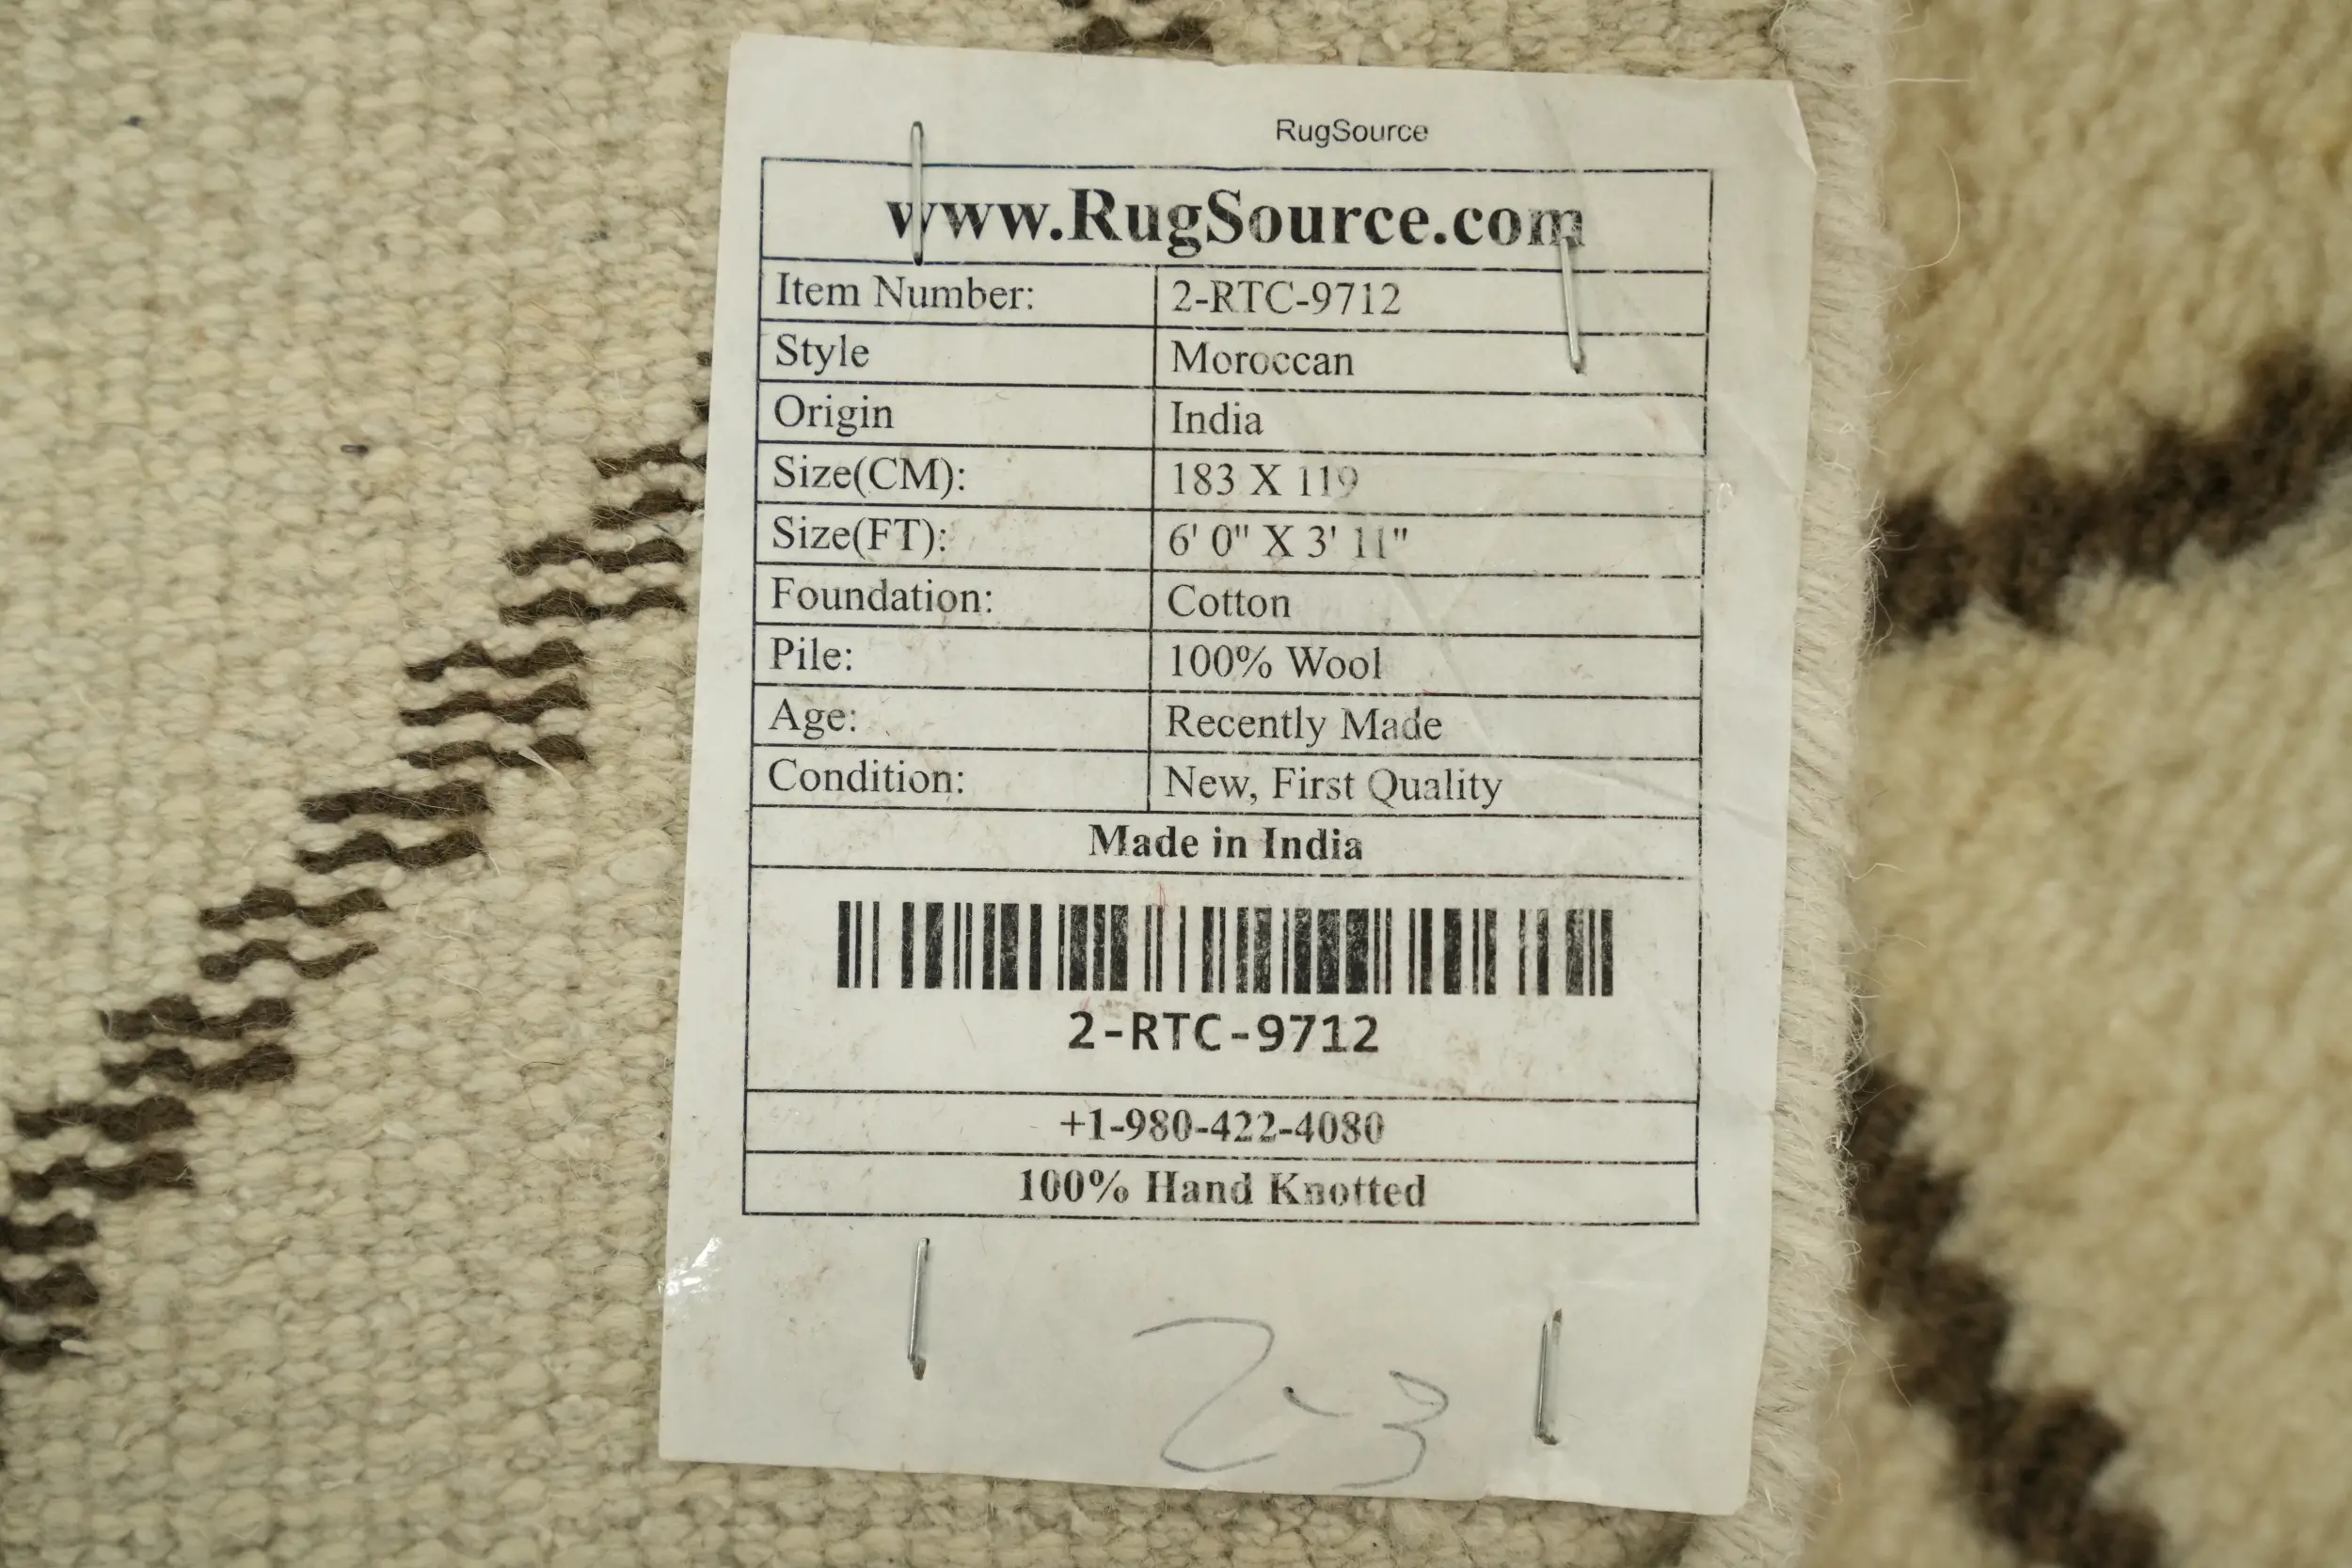 RugSource
www.RugSource.com
Item Number: 2-RTC-9712
Style Moroccan
Origin India
Size(CM): 183 X 119
Size(FT): 6' 0" X 3' 11"
Foundation: Cotton
Pile: 100% Wool
Age: Recently Made
Condition: New, First Quality
Made in India
2-RTC-9712
+1-980-422-4080
100% Hand Knotted
2-3